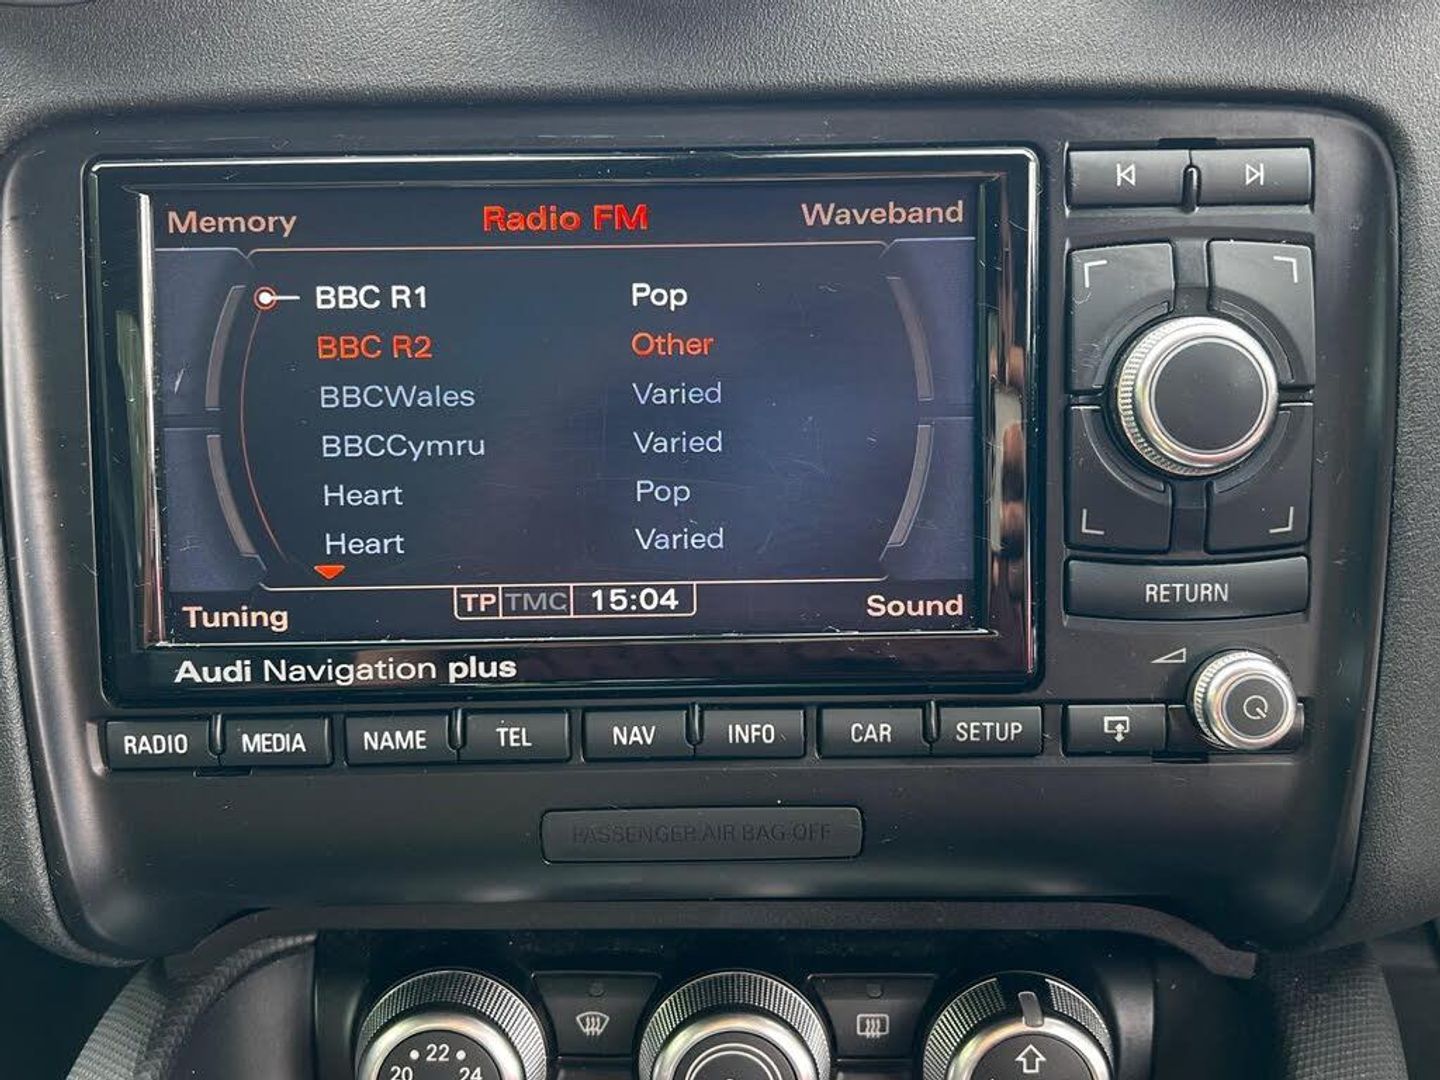 Memory Radio FM Waveband
BBC R1 Pop
BBC R2 Other
BBCWales Varied
BBCCymru Varied
Heart Pop
Heart Varied
Tuning TP TMC 15:04 Sound
Audi Navigation plus
RETURN
RADIO MEDIA NAME TEL NAV INFO CAR SETUP
PASSENGER AIR BAG OFF
22
20 24